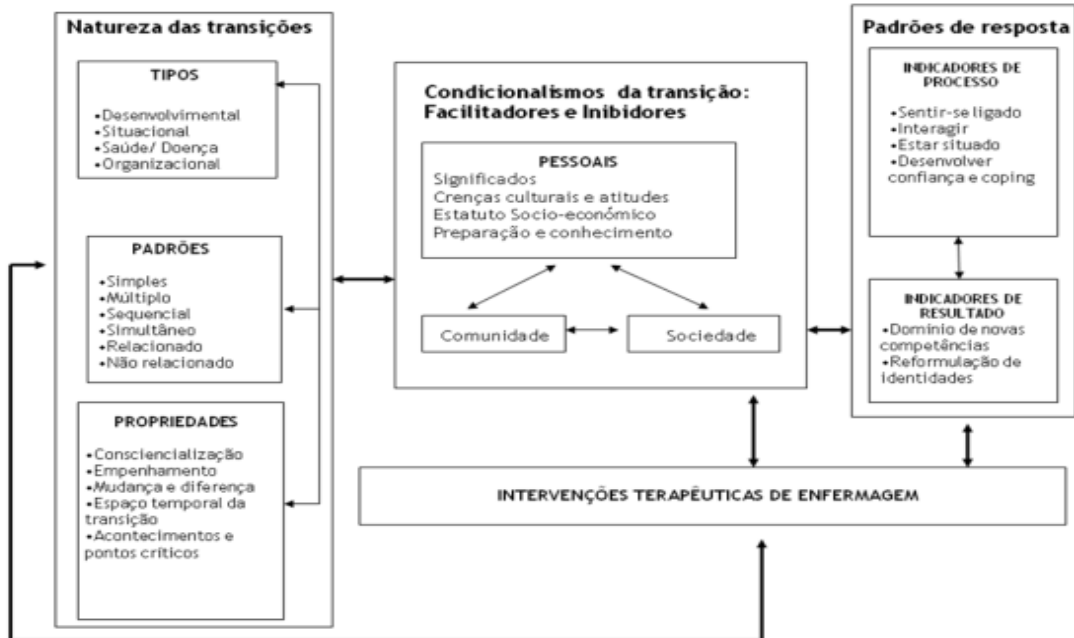 Natureza das transições
TIPOS
•Desenvolvimental
•Situacional
•Saúde/ Doença
•Organizacional
PADRÕES
•Simples
•Múltiplo
•Sequencial
•Simultâneo
•Relacionado
•Não relacionado
PROPRIEDADES
•Consciencialização
•Empenhamento
•Mudança e diferença
•Espaço temporal da
transição
•Acontecimentos e
pontos críticos
Condicionalismos da transição:
Facilitadores e Inibidores
PESSOAIS
Significados
Crenças culturais e atitudes
Estatuto Socio-económico
Preparação e conhecimento
Comunidade
Sociedade
Padrões de resposta
INDICADORES DE
PROCESSO
•Sentir-se ligado
•Interagir
•Estar situado
•Desenvolver
confiança e coping
INDICADORES DE
RESULTADO
•Domínio de novas
competências
•Reformulação de
identidades
INTERVENÇÕES TERAPÊUTICAS DE ENFERMAGEM